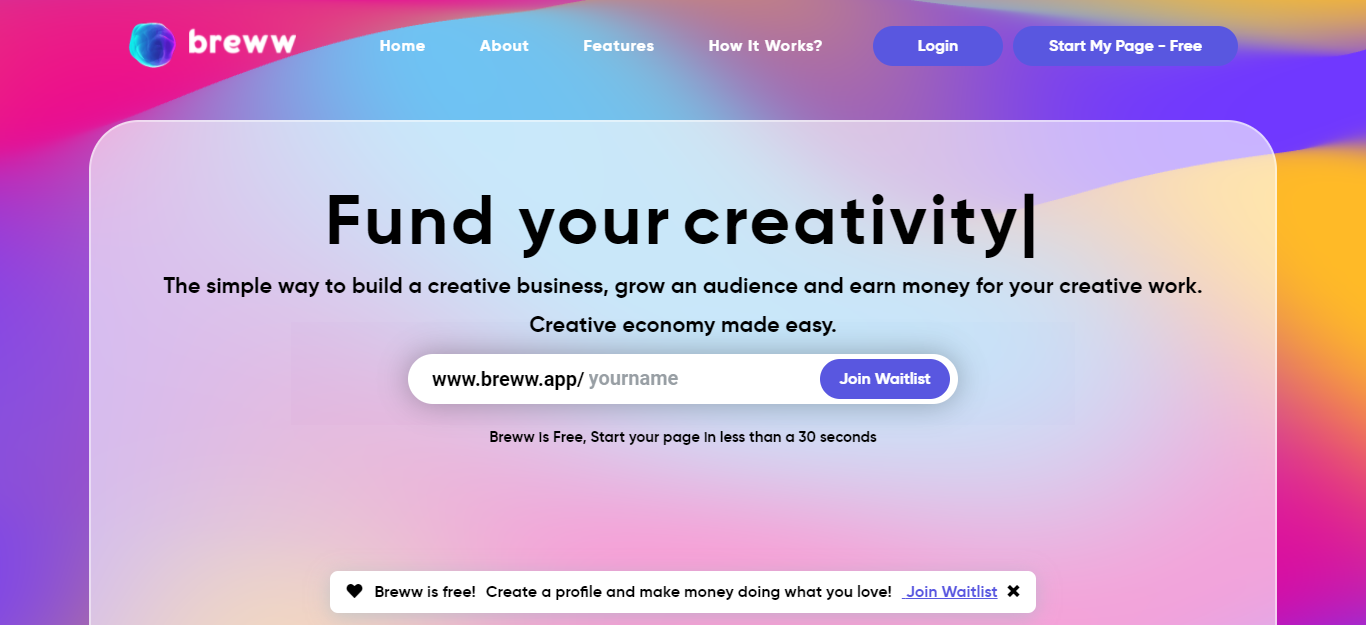 breww
Home About Features How It Works? Login Start My Page - Free
Fund your creativity|
The simple way to build a creative business, grow an audience and earn money for your creative work.
Creative economy made easy.
www.breww.app/ yourname Join Waitlist
Breww is Free, Start your page in less than a 30 seconds
Breww is free! Create a profile and make money doing what you love! Join Waitlist